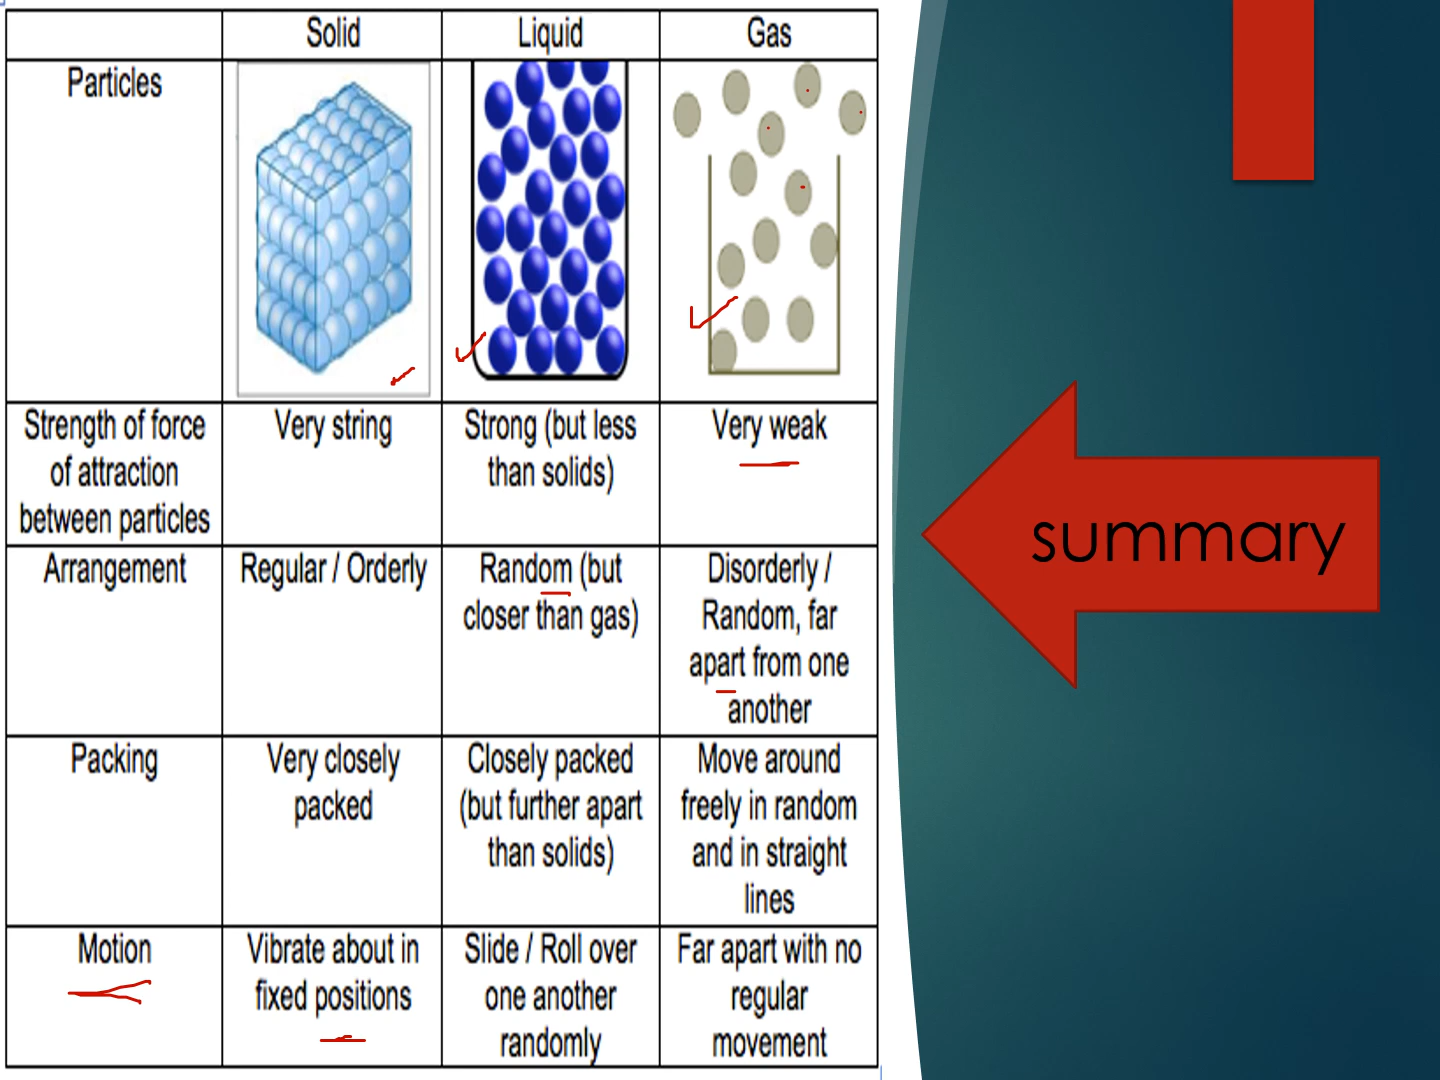 Solid Liquid Gas
Particles
Strength of force Very string Strong (but less Very weak
of attraction than solids)
between particles
Arrangement Regular / Orderly Random (but Disorderly /
closer than gas) Random, far
apart from one
another
Packing Very closely Closely packed Move around
packed (but further apart freely in random
than solids) and in straight
lines
Motion Vibrate about in Slide / Roll over Far apart with no
fixed positions one another regular
randomly movement
summary